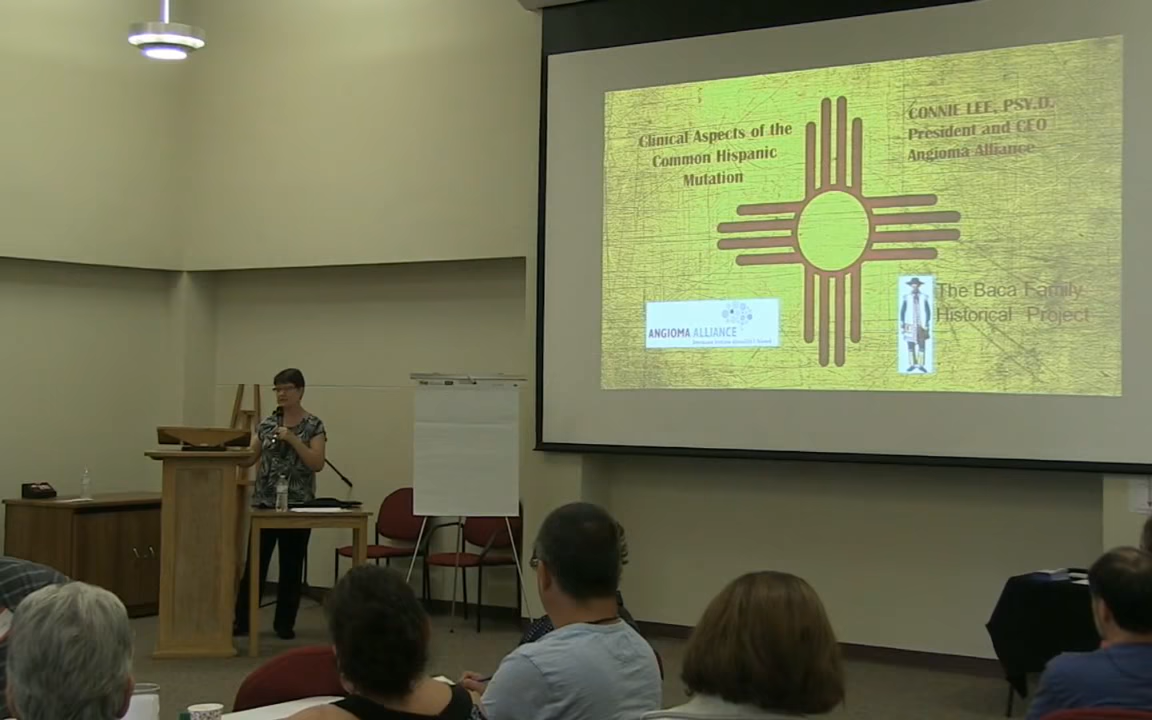 Clinical Aspects of the
Common Hispanic
Mutation
CONNIE LEE, PSY.D.
President and CEO
Angioma Alliance
ANGIOMA ALLIANCE
The Baca Family
Historical Project